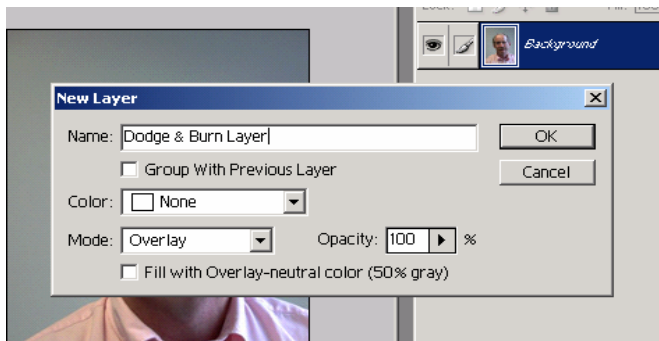 Background
New Layer
Name: Dodge & Burn Layer OK
Group With Previous Layer Cancel
Color: None
Mode: Overlay Opacity: 100 %
Fill with Overlay-neutral color (50% gray)